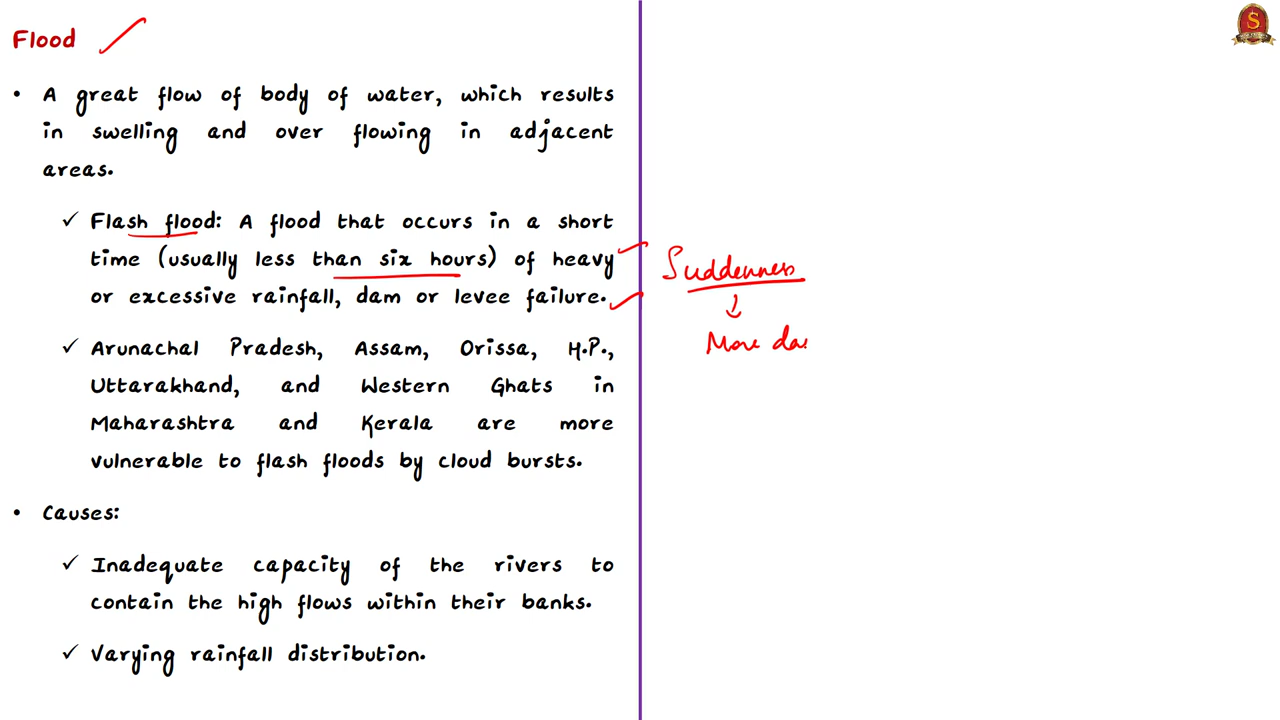 Flood
• A great flow of body of water, which results
in swelling and over flowing in adjacent
areas.
✓ Flash flood: A flood that occurs in a short
time (usually less than six hours) of heavy
or excessive rainfall, dam or levee failure.
✓ Arunachal Pradesh, Assam, Orissa, H.P.,
Uttarakhand, and Western Ghats in
Maharashtra and Kerala are more
vulnerable to flash floods by cloud bursts.
• Causes:
✓ Inadequate capacity of the rivers to
contain the high flows within their banks.
✓ Varying rainfall distribution.
Suddenness
↓
More da
S